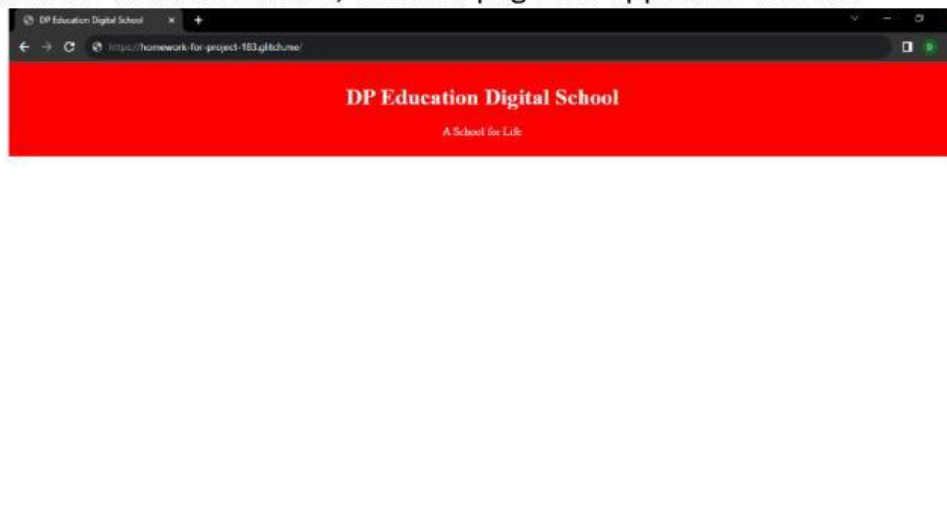 DP Education Digital School
https://homework-for-project-183.glitch.me/
DP Education Digital School
A School for Life